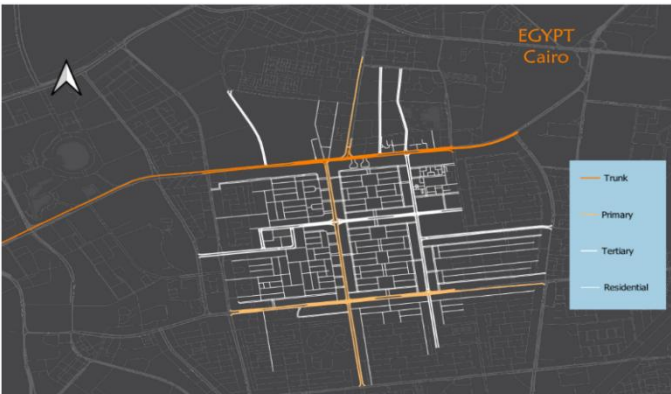 EGYPT
Cairo
Trunk
Primary
Tertiary
Residential